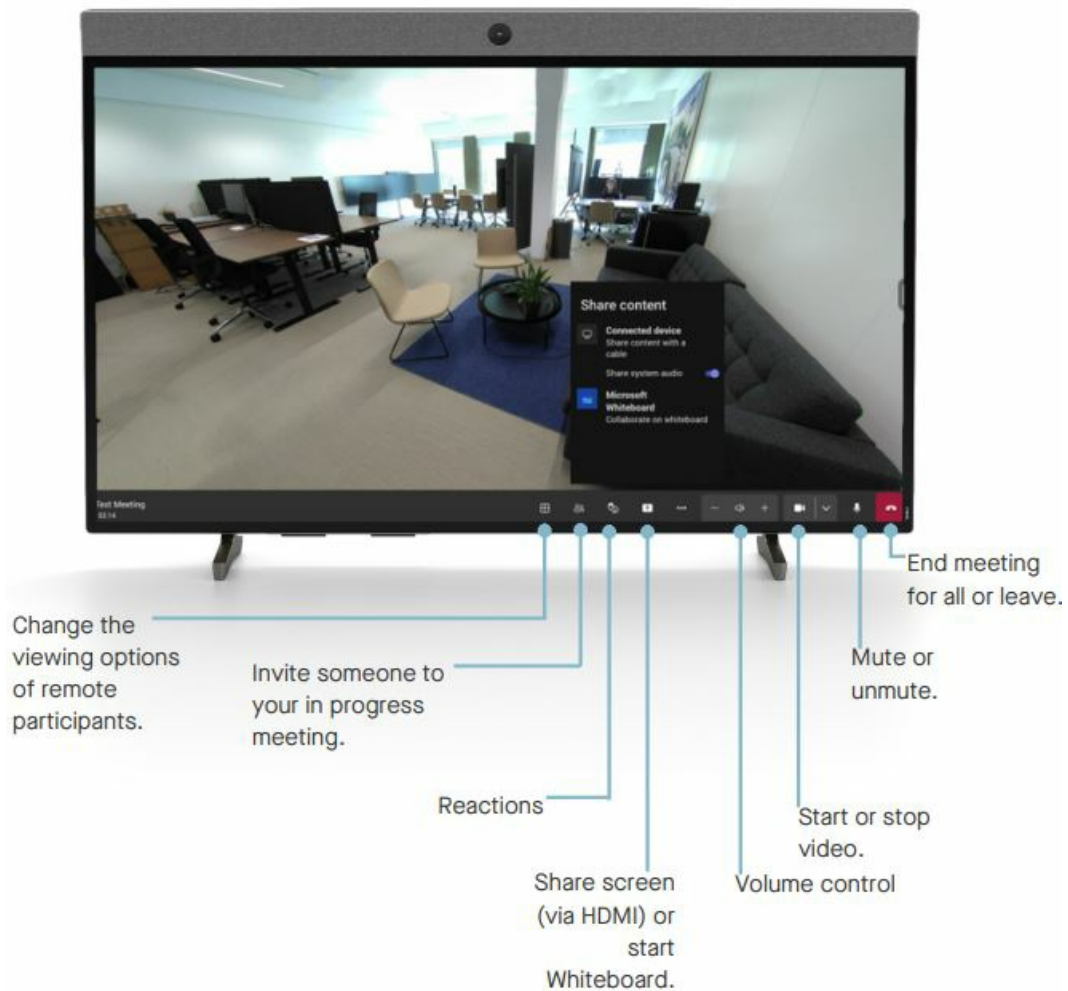 Share content
Connected device
Share content with a
cable
Share system audio
Microsoft
Whiteboard
Collaborate on whiteboard
Test Meeting
03:14
End meeting
for all or leave.
Change the
viewing options
of remote
participants.
Invite someone to
your in progress
meeting.
Mute or
unmute.
Reactions
Start or stop
video.
Share screen
(via HDMI) or
start
Whiteboard.
Volume control